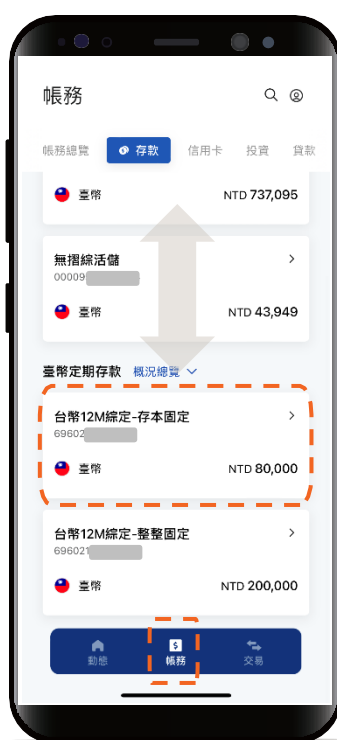 帳務
帳務總覽 存款 信用卡 投資 貸款
臺幣 NTD 737,095
無摺綜活儲
00009
臺幣 NTD 43,949
臺幣定期存款 概況總覽
台幣12M綜定-存本固定
69602
臺幣 NTD 80,000
台幣12M綜定-整整固定
696021
臺幣 NTD 200,000
動態 帳務 交易